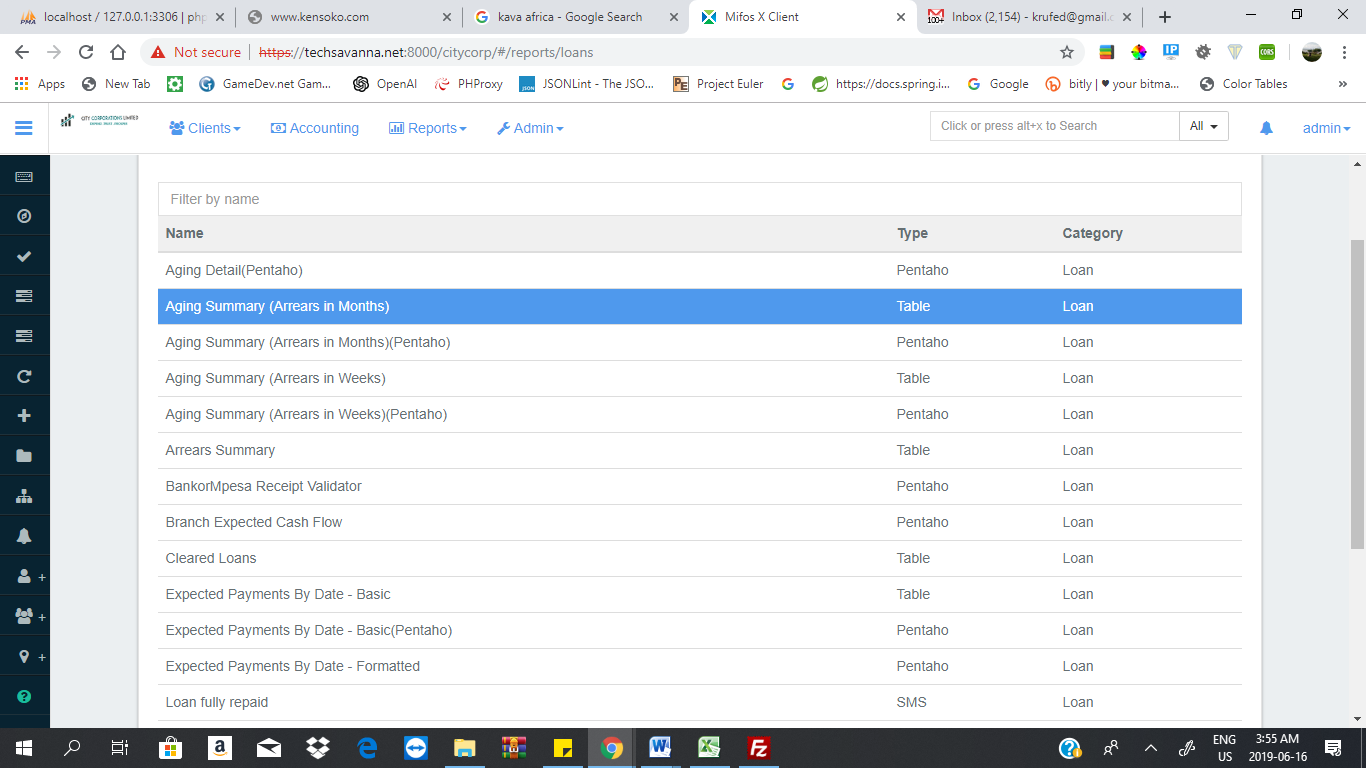 localhost / 127.0.0.1:3306 | php
www.kensoko.com
kava africa - Google Search
Mifos X Client
100+
Inbox (2,154) - krufed@gmail.c
Not secure | https://techsavanna.net:8000/citycorp/#/reports/loans
IP
CORS
Apps
New Tab
GameDev.net Gam...
OpenAI
PHProxy
JSON
JSONLint - The JSO...
PE
Project Euler
https://docs.spring.i...
Google
bitly | ♥ your bitma...
Color Tables
»
CITY CORPORATIONS LIMITED
Clients
Accounting
Reports
Admin
Click or press alt+x to Search
All
admin
Filter by name
Name Type Category
Aging Detail(Pentaho) Pentaho Loan
Aging Summary (Arrears in Months) Table Loan
Aging Summary (Arrears in Months)(Pentaho) Pentaho Loan
Aging Summary (Arrears in Weeks) Table Loan
Aging Summary (Arrears in Weeks)(Pentaho) Pentaho Loan
Arrears Summary Table Loan
BankorMpesa Receipt Validator Pentaho Loan
Branch Expected Cash Flow Pentaho Loan
Cleared Loans Table Loan
Expected Payments By Date - Basic Table Loan
Expected Payments By Date - Basic(Pentaho) Pentaho Loan
Expected Payments By Date - Formatted Pentaho Loan
Loan fully repaid SMS Loan
ENG
US
3:55 AM
2019-06-16